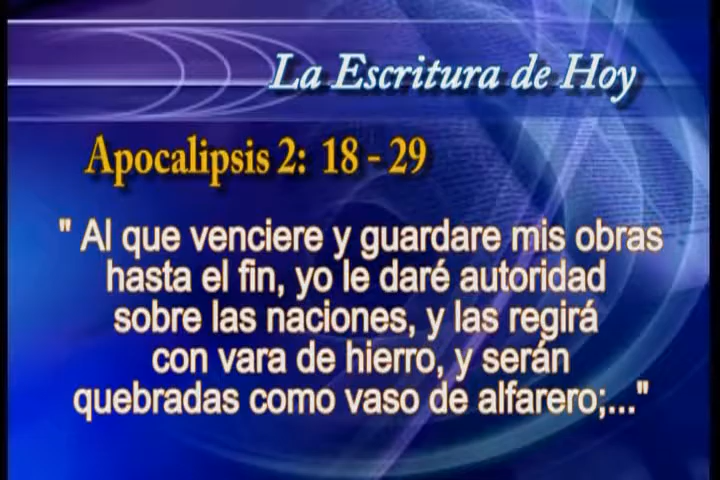 La Escritura de Hoy
Apocalipsis 2: 18 - 29
" Al que venciere y guardare mis obras
hasta el fin, yo le daré autoridad
sobre las naciones, y las regirá
con vara de hierro, y serán
quebradas como vaso de alfarero;..."